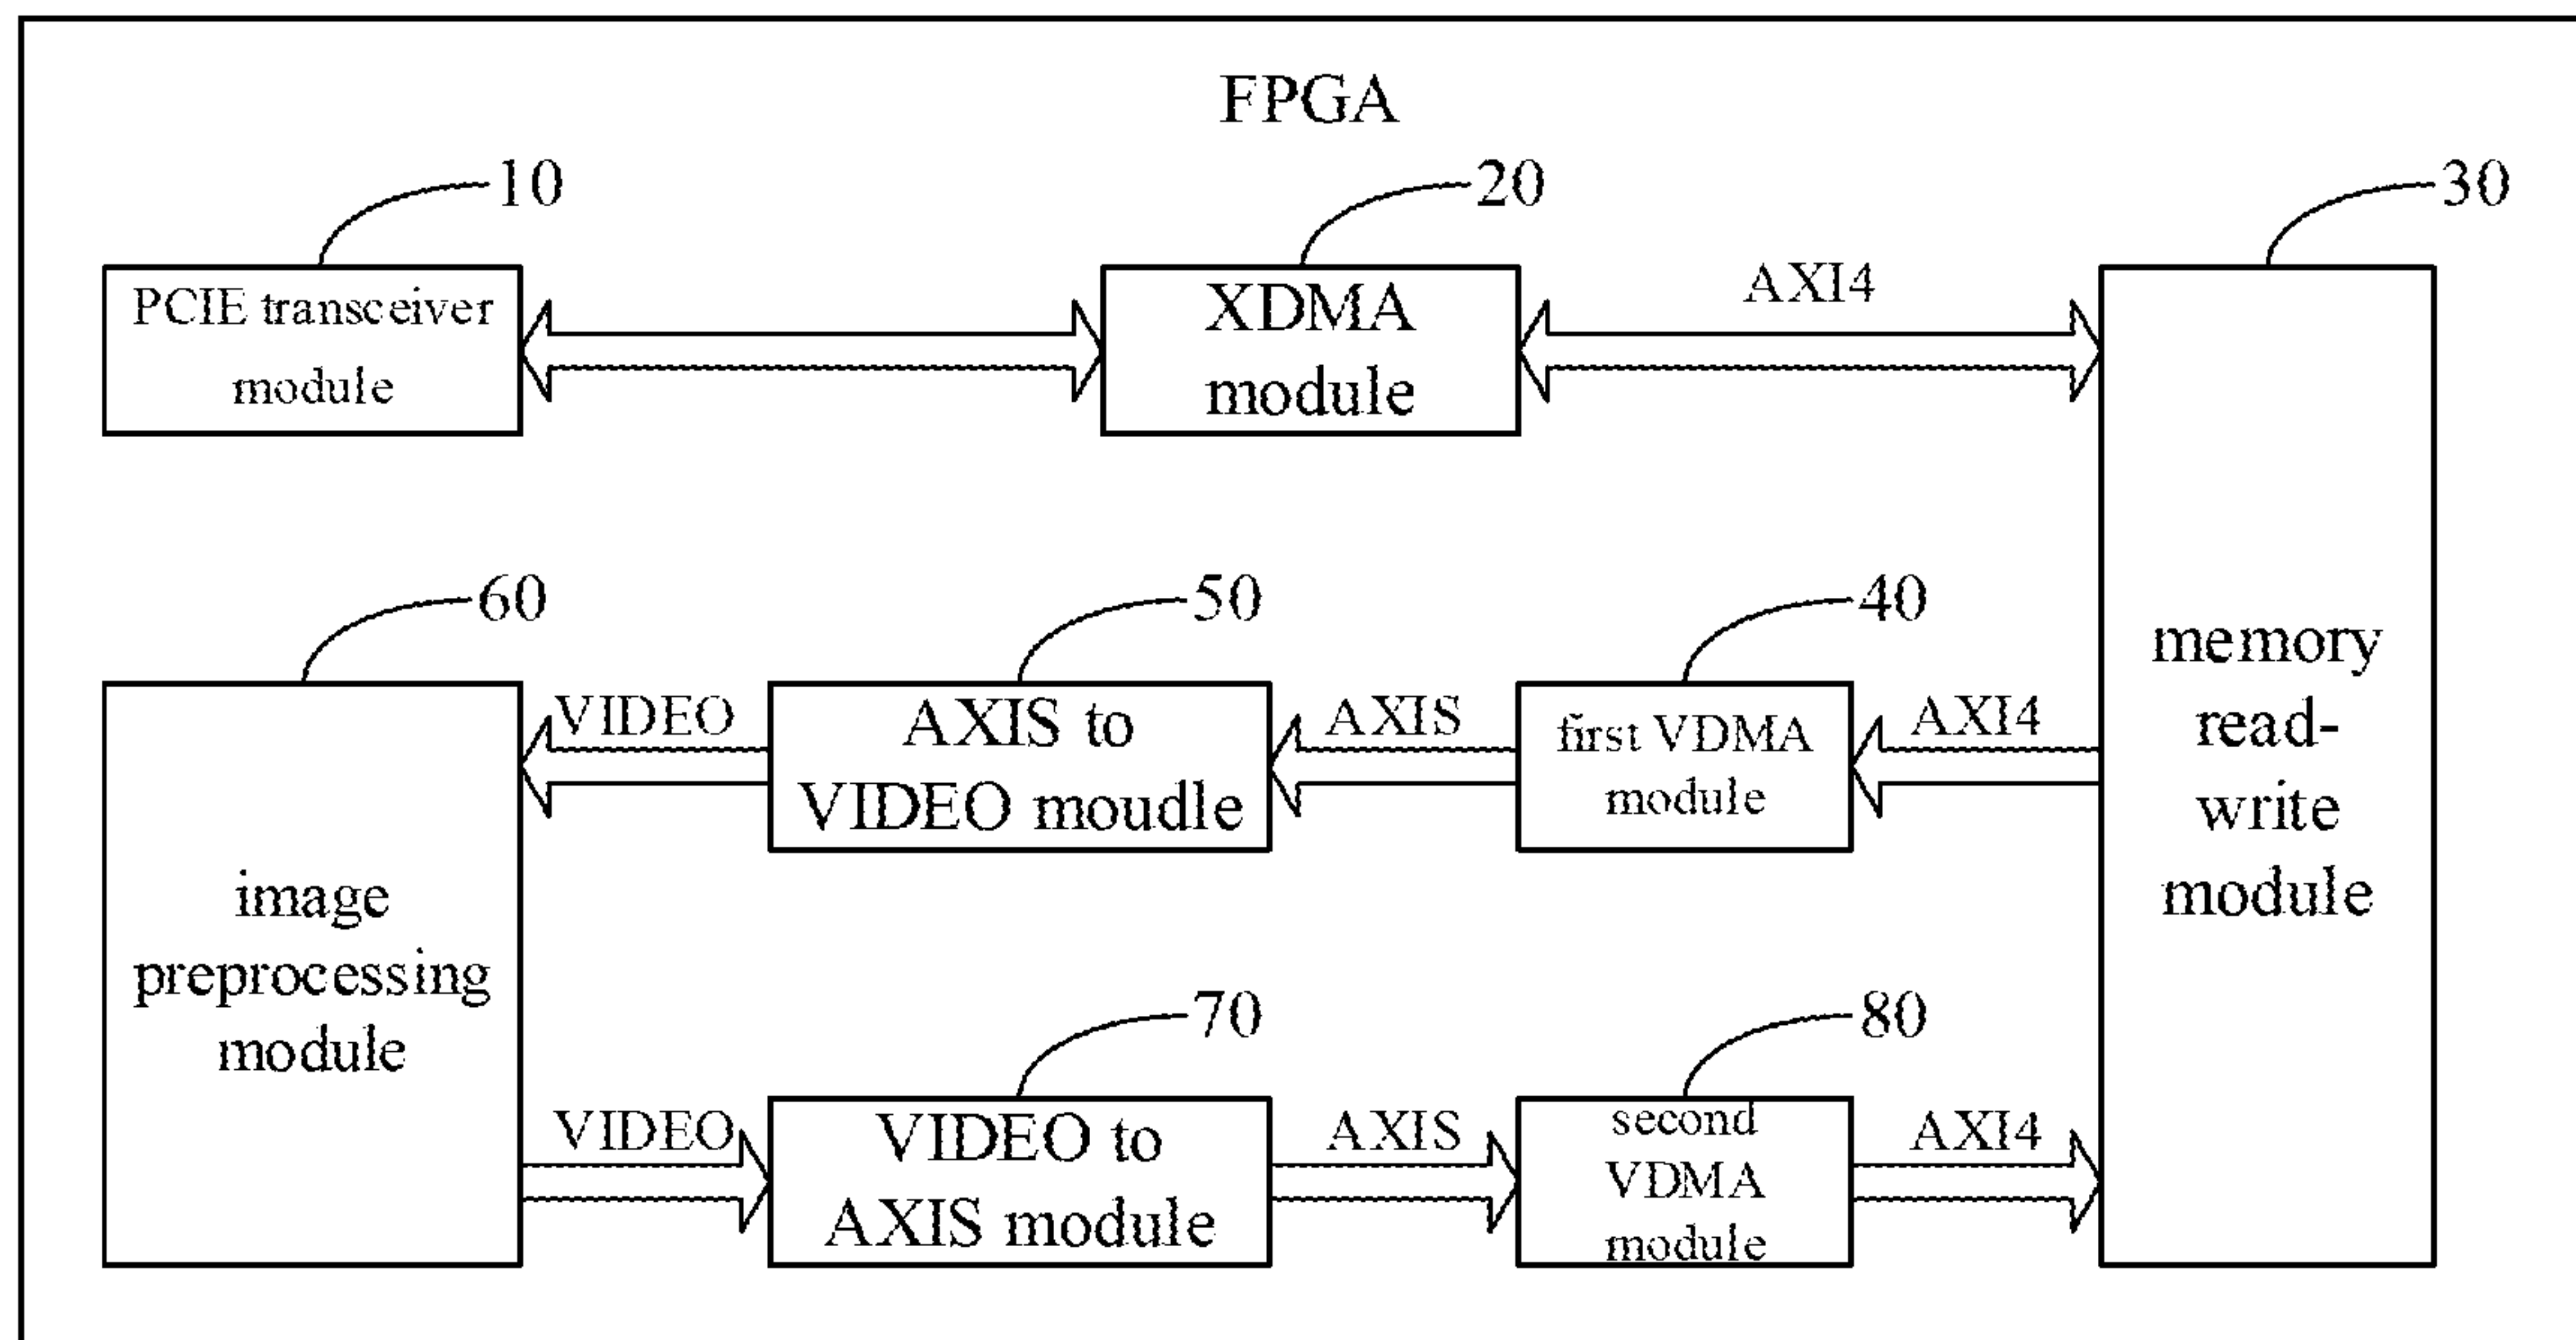 FPGA
10
20
30
PCIE transceiver
module
XDMA
module
AXI4
60
50
40
image
preprocessing
module
VIDEO
AXIS to
VIDEO moudle
AXIS
first VDMA
module
AXI4
memory
read-
write
module
70
80
VIDEO
VIDEO to
AXIS module
AXIS
second
VDMA
module
AXI4